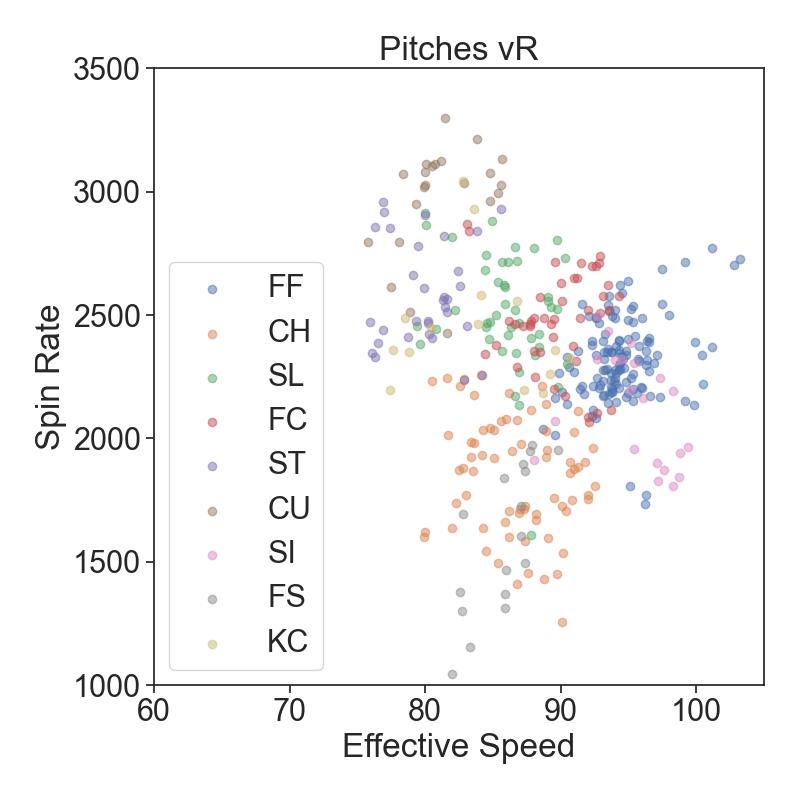 Pitches vR
3500
3000
2500
2000
1500
1000
Spin Rate
FF
CH
SL
FC
ST
CU
SI
FS
KC
60 70 80 90 100
Effective Speed